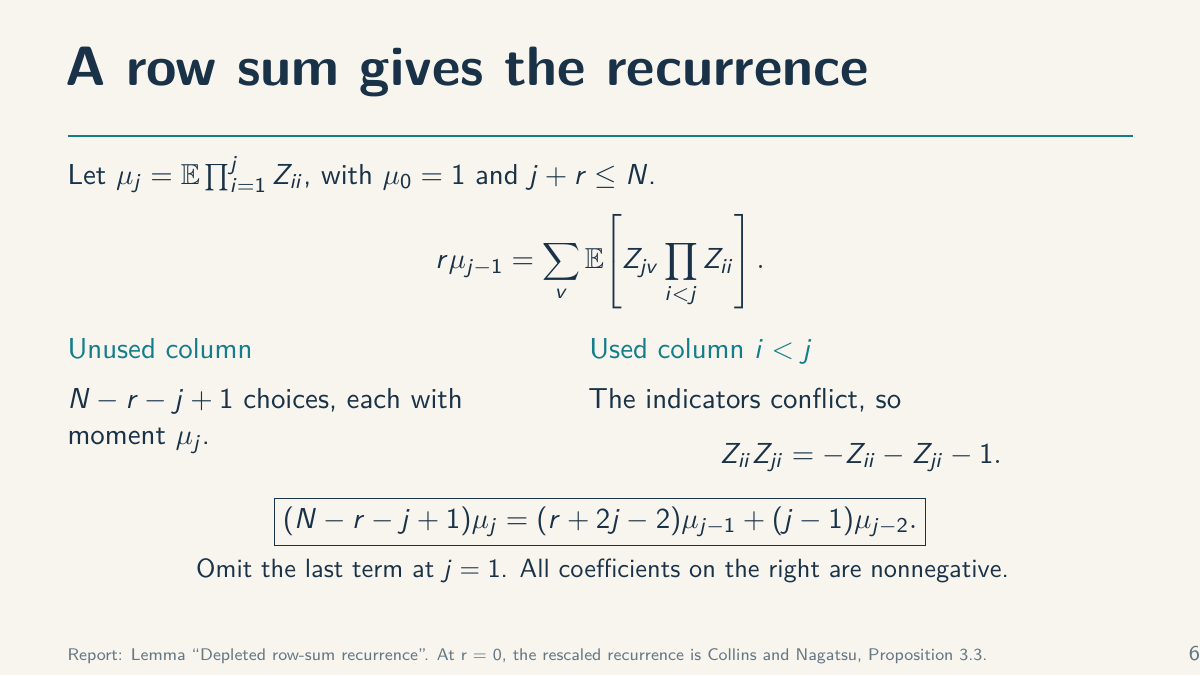 A row sum gives the recurrence
Let μ_j = 𝔼 ∏_{i=1}^{j} Z_{ii}, with μ_0 = 1 and j + r ≤ N.
rμ_{j−1} = ∑_v 𝔼[Z_{jv} ∏_{i<j} Z_{ii}].
Unused column
N − r − j + 1 choices, each with
moment μ_j.
Used column i < j
The indicators conflict, so
Z_{ii}Z_{ji} = −Z_{ii} − Z_{ji} − 1.
(N − r − j + 1)μ_j = (r + 2j − 2)μ_{j−1} + (j − 1)μ_{j−2}.
Omit the last term at j = 1. All coefficients on the right are nonnegative.
Report: Lemma “Depleted row-sum recurrence”. At r = 0, the rescaled recurrence is Collins and Nagatsu, Proposition 3.3.
6